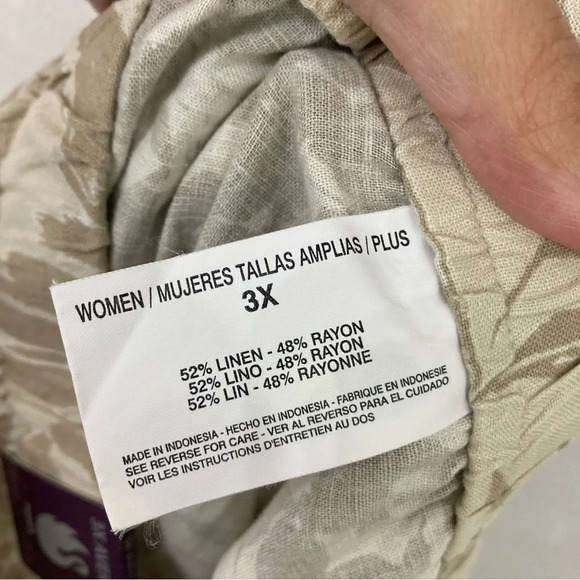 WOMEN / MUJERES TALLAS AMPLIAS / PLUS
3X
52% LINEN - 48% RAYON
52% LINO - 48% RAYON
52% LIN - 48% RAYONNE
MADE IN INDONESIA - HECHO EN INDONESIA - FABRIQUE EN INDONESIE
SEE REVERSE FOR CARE - VER AL REVERSO PARA EL CUIDADO
VOIR LES INSTRUCTIONS D'ENTRETIEN AU DOS